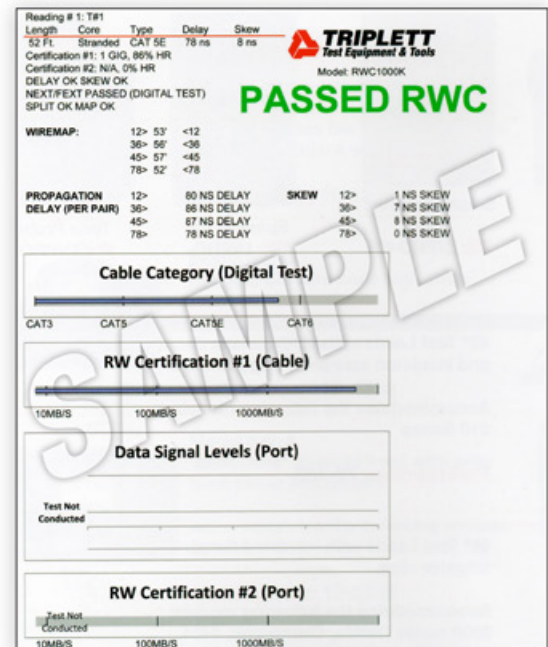 Reading # 1: T#1
Length Core Type Delay Skew
52 Ft. Stranded CAT 5E 78 ns 8 ns
Certification #1: 1 GIG, 86% HR
Certification #2: N/A, 0% HR
DELAY OK SKEW OK
NEXT/FEXT PASSED (DIGITAL TEST)
SPLIT OK MAP OK
TRIPLETT
Test Equipment & Tools
Model: RWC1000K
PASSED RWC
WIREMAP: 12> 53' <12
36> 56' <36
45> 57' <45
78> 52' <78
PROPAGATION 12> 80 NS DELAY SKEW 12> 1 NS SKEW
DELAY (PER PAIR) 36> 86 NS DELAY 36> 7 NS SKEW
45> 87 NS DELAY 45> 8 NS SKEW
78> 78 NS DELAY 78> 0 NS SKEW
SAMPLE
Cable Category (Digital Test)
CAT3 CAT5 CAT5E CAT6
RW Certification #1 (Cable)
10MB/S 100MB/S 1000MB/S
Data Signal Levels (Port)
Test Not
Conducted
RW Certification #2 (Port)
Test Not
Conducted
10MB/S 100MB/S 1000MB/S